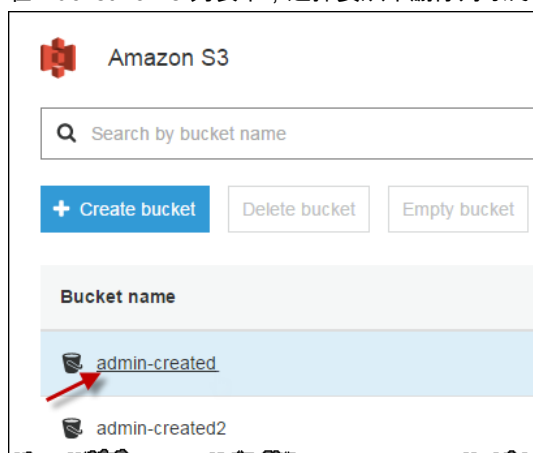 Amazon S3
Search by bucket name
+ Create bucket
Delete bucket
Empty bucket
Bucket name
admin-created
admin-created2